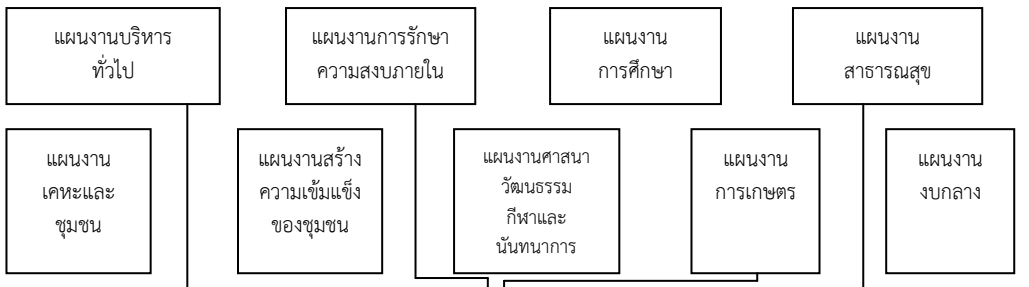 แผนงานบริหาร
ทั่วไป
แผนงานการรักษา
ความสงบภายใน
แผนงาน
การศึกษา
แผนงาน
สาธารณสุข
แผนงาน
เคหะและ
ชุมชน
แผนงานสร้าง
ความเข้มแข็ง
ของชุมชน
แผนงานศาสนา
วัฒนธรรม
กีฬาและ
นันทนาการ
แผนงาน
การเกษตร
แผนงาน
งบกลาง